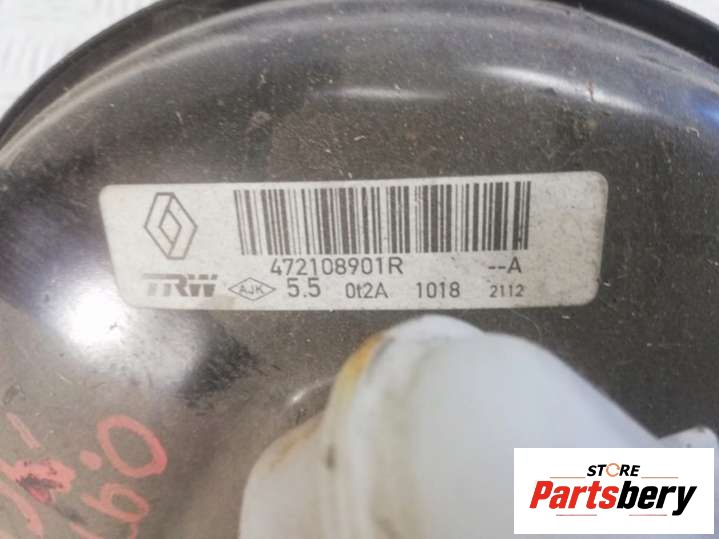 472108901R --A
TRW AJK 5.5 0t2A 1018 2112
STORE
Partsbery